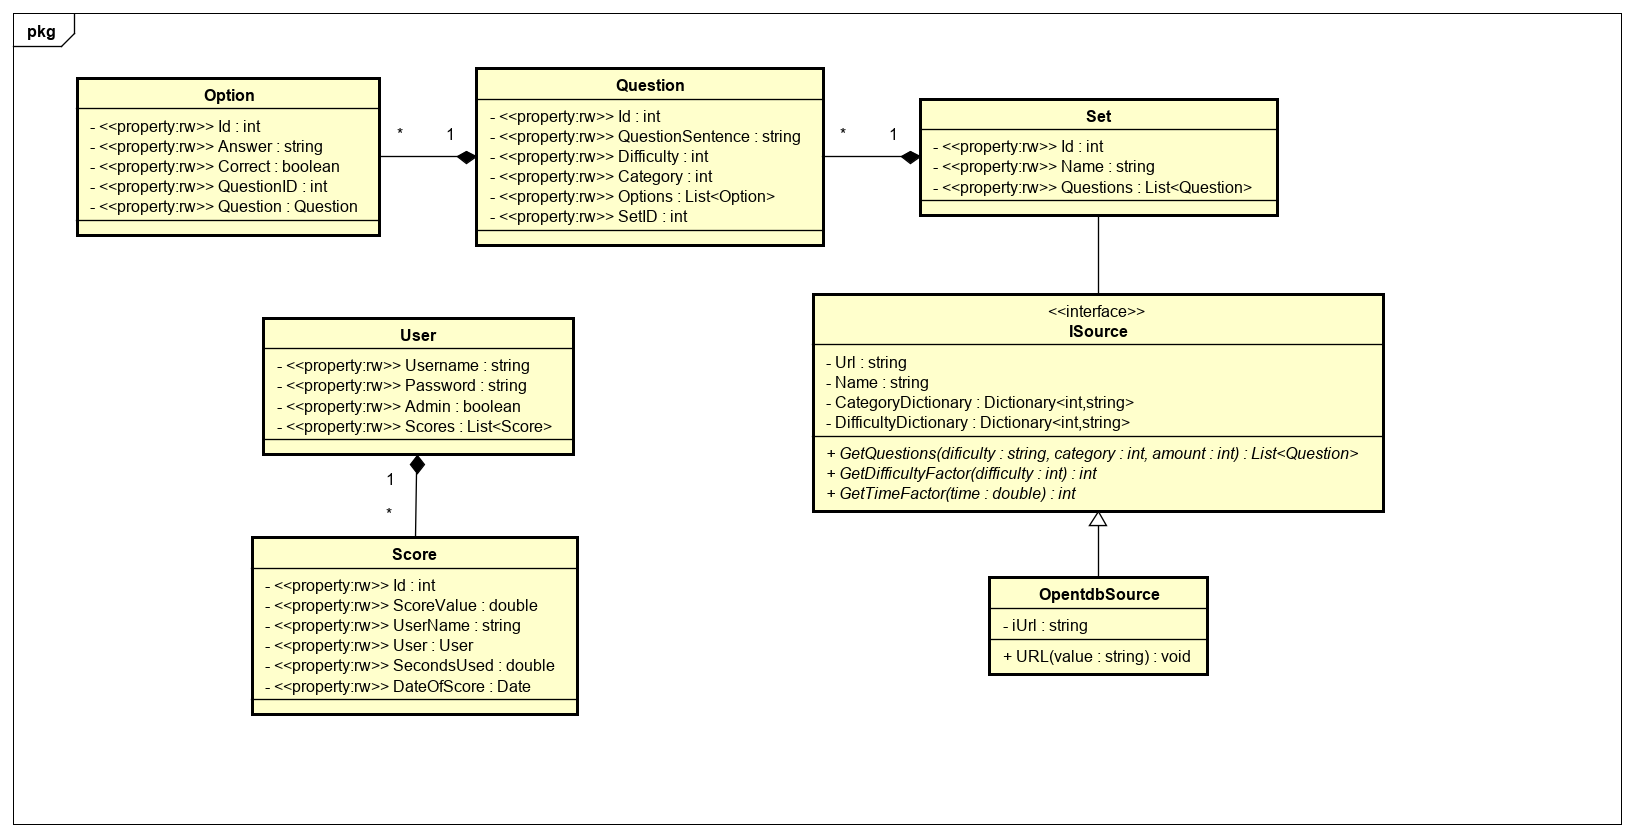 pkg
Option
- <<property:rw>> Id : int
- <<property:rw>> Answer : string
- <<property:rw>> Correct : boolean
- <<property:rw>> QuestionID : int
- <<property:rw>> Question : Question
*
1
Question
- <<property:rw>> Id : int
- <<property:rw>> QuestionSentence : string
- <<property:rw>> Difficulty : int
- <<property:rw>> Category : int
- <<property:rw>> Options : List<Option>
- <<property:rw>> SetID : int
*
1
Set
- <<property:rw>> Id : int
- <<property:rw>> Name : string
- <<property:rw>> Questions : List<Question>
User
- <<property:rw>> Username : string
- <<property:rw>> Password : string
- <<property:rw>> Admin : boolean
- <<property:rw>> Scores : List<Score>
1
*
Score
- <<property:rw>> Id : int
- <<property:rw>> ScoreValue : double
- <<property:rw>> UserName : string
- <<property:rw>> User : User
- <<property:rw>> SecondsUsed : double
- <<property:rw>> DateOfScore : Date
<<interface>>
ISource
- Url : string
- Name : string
- CategoryDictionary : Dictionary<int,string>
- DifficultyDictionary : Dictionary<int,string>
+ GetQuestions(dificulty : string, category : int, amount : int) : List<Question>
+ GetDifficultyFactor(difficulty : int) : int
+ GetTimeFactor(time : double) : int
OpentdbSource
- iUrl : string
+ URL(value : string) : void